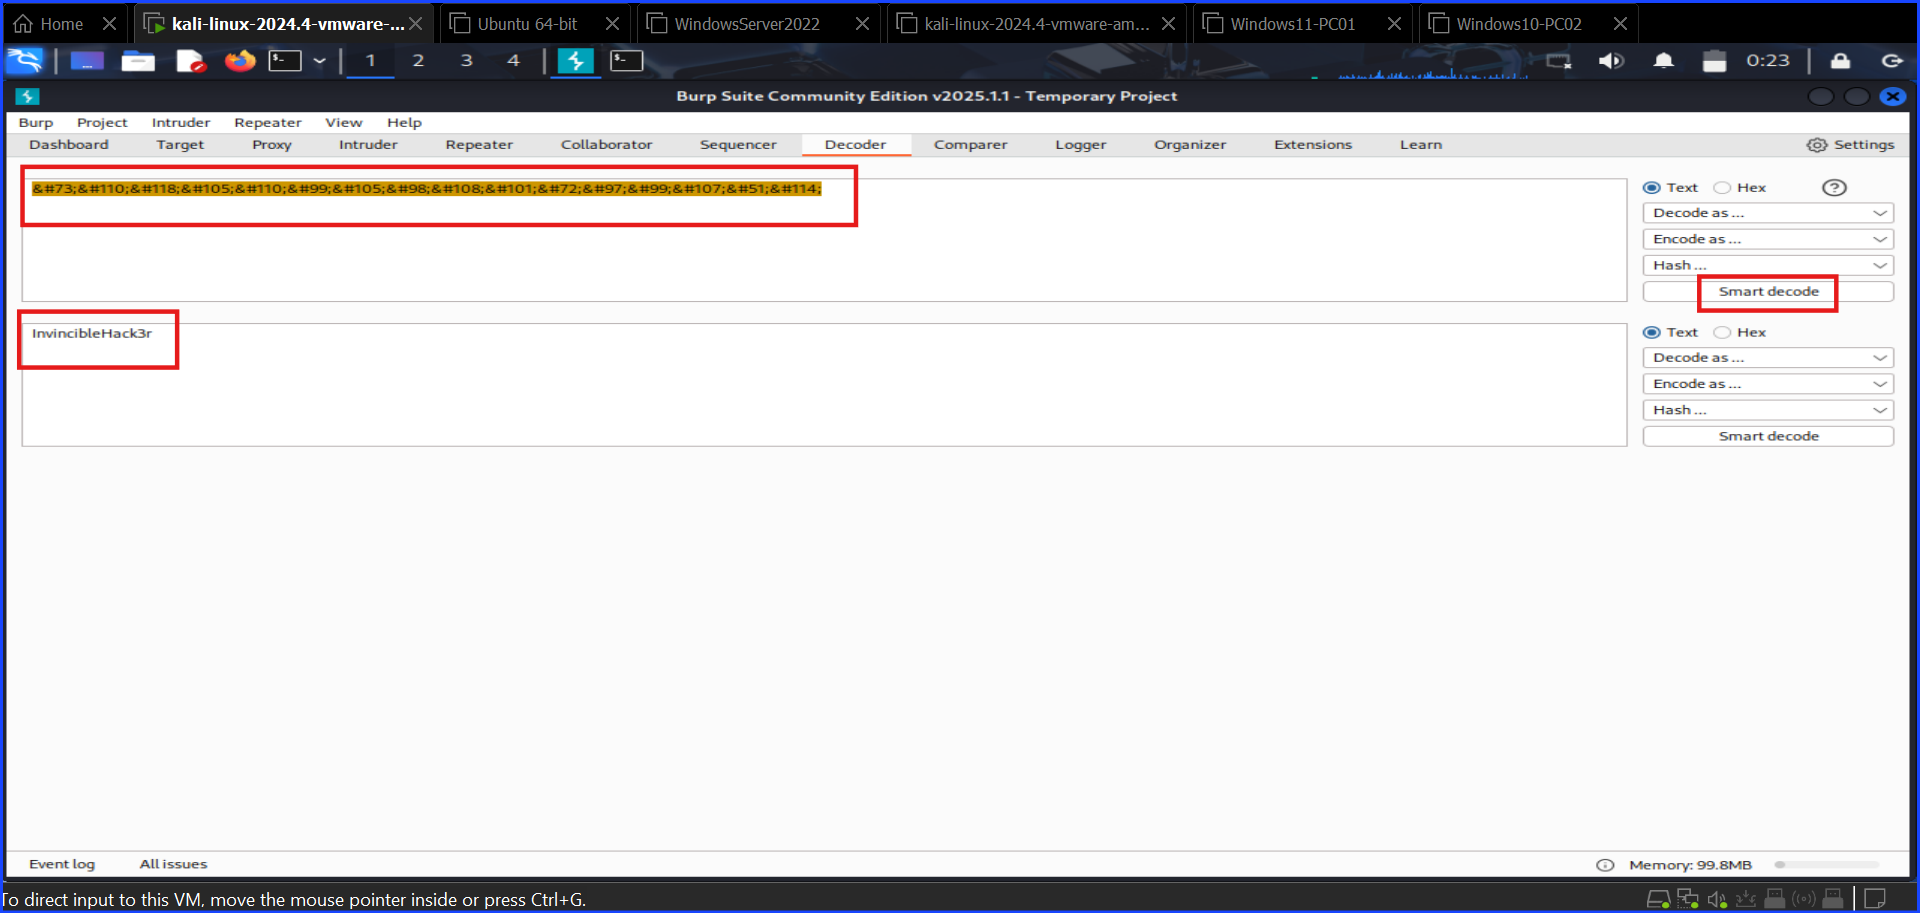 Home
kali-linux-2024.4-vmware-...
Ubuntu 64-bit
WindowsServer2022
kali-linux-2024.4-vmware-am...
Windows11-PC01
Windows10-PC02
1 2 3 4
0:23
Burp Suite Community Edition v2025.1.1 - Temporary Project
Burp Project Intruder Repeater View Help
Dashboard Target Proxy Intruder Repeater Collaborator Sequencer Decoder Comparer Logger Organizer Extensions Learn Settings
&#73;&#110;&#118;&#105;&#110;&#99;&#105;&#98;&#108;&#101;&#72;&#97;&#99;&#107;&#51;&#114;
Text Hex ?
Decode as ...
Encode as ...
Hash ...
Smart decode
InvincibleHack3r
Text Hex
Decode as ...
Encode as ...
Hash ...
Smart decode
Event log All issues
Memory: 99.8MB
To direct input to this VM, move the mouse pointer inside or press Ctrl+G.